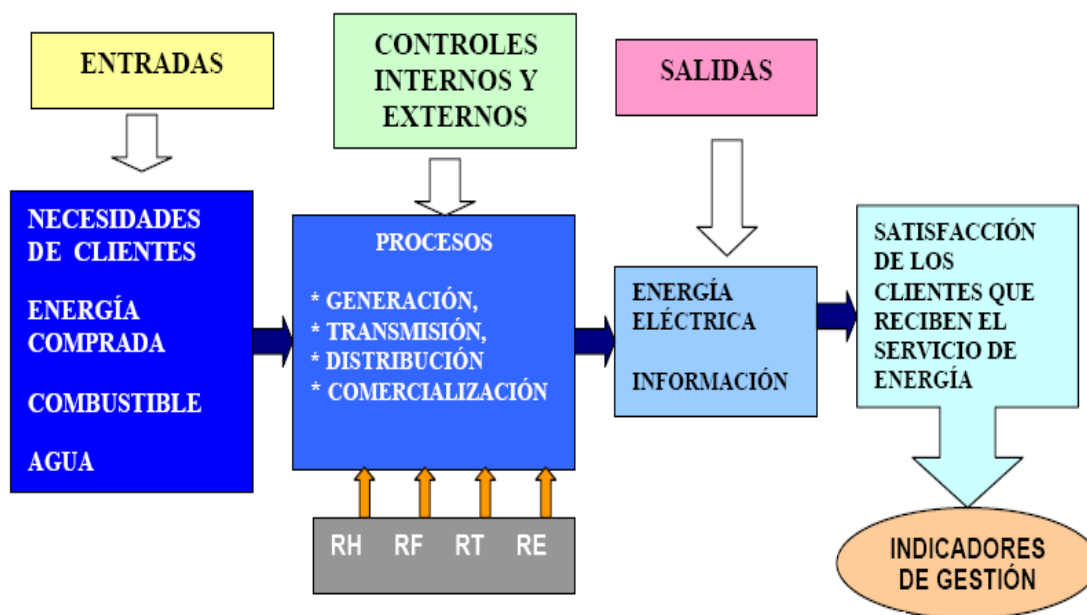 ENTRADAS
CONTROLES
INTERNOS Y
EXTERNOS
SALIDAS
NECESIDADES
DE CLIENTES
ENERGÍA
COMPRADA
COMBUSTIBLE
AGUA
PROCESOS
* GENERACIÓN,
* TRANSMISIÓN,
* DISTRIBUCIÓN
* COMERCIALIZACIÓN
RH RF RT RE
ENERGÍA
ELÉCTRICA
INFORMACIÓN
SATISFACCIÓN
DE LOS
CLIENTES QUE
RECIBEN EL
SERVICIO DE
ENERGÍA
INDICADORES
DE GESTIÓN